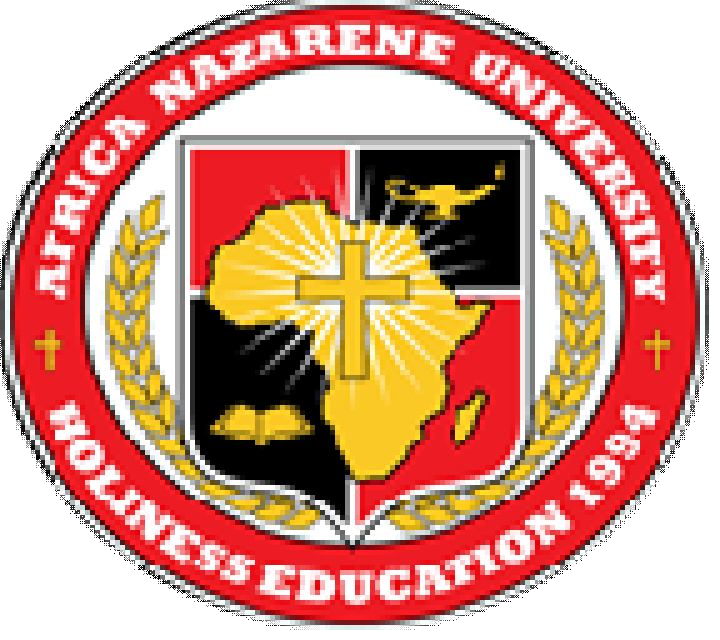 AFRICA NAZARENE UNIVERSITY
HOLINESS EDUCATION 1994